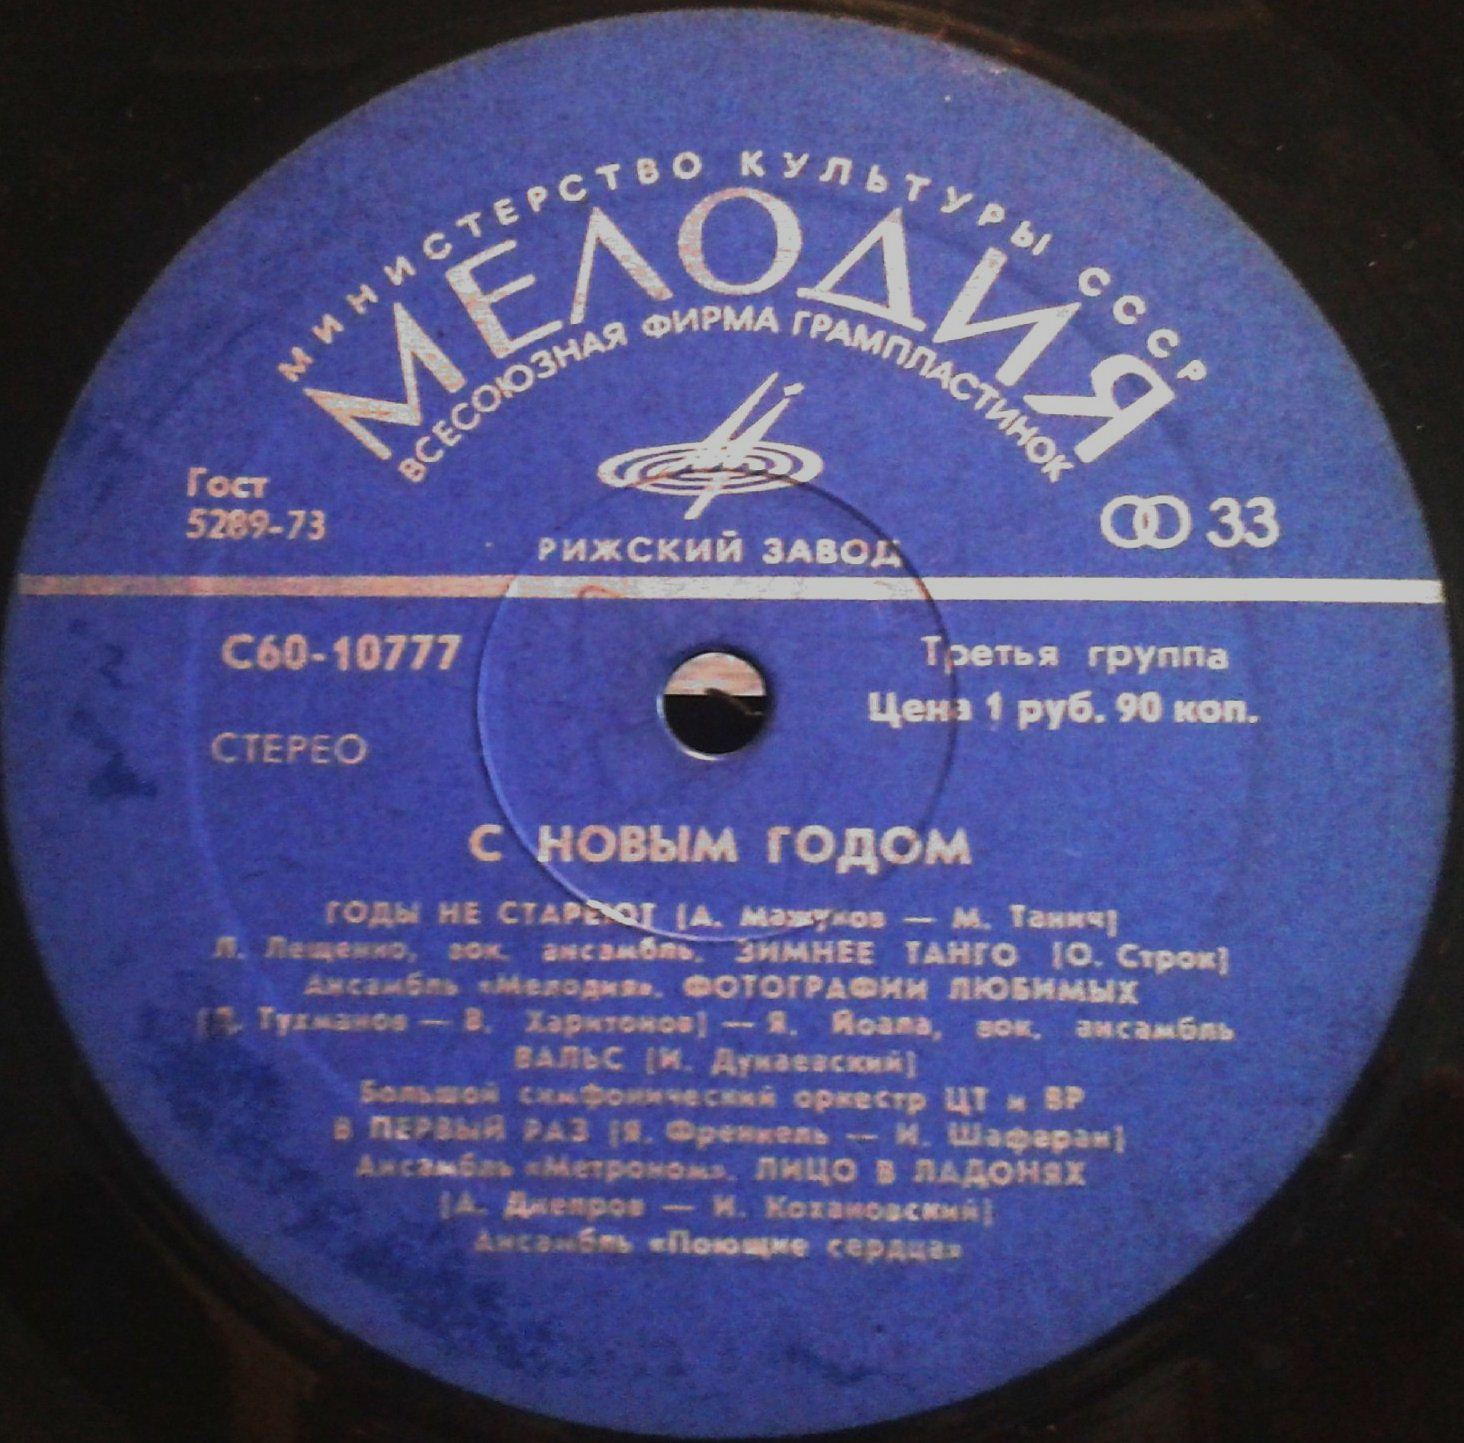 МИНИСТЕРСТВО КУЛЬТУРЫ СССР
МЕЛОДИЯ
ВСЕСОЮЗНАЯ ФИРМА ГРАМПЛАСТИНОК
Гост
5289-73
33
РИЖСКИЙ ЗАВОД
С60-10777
Третья группа
Цена 1 руб. 90 коп.
СТЕРЕО
С НОВЫМ ГОДОМ
ГОДЫ НЕ СТАРЕЮТ [А. Мажуков — М. Танич]
Л. Лещенко, вок. ансамбль. ЗИМНЕЕ ТАНГО [О. Строк]
Ансамбль «Мелодия». ФОТОГРАФИИ ЛЮБИМЫХ
[Д. Тухманов — В. Харитонов] — Я. Йоала, вок. ансамбль
ВАЛЬС [И. Дунаевский]
Большой симфонический оркестр ЦТ и ВР
В ПЕРВЫЙ РАЗ [Я. Френкель — И. Шаферан]
Ансамбль «Метроном». ЛИЦО В ЛАДОНЯХ
[А. Днепров — И. Кохановский]
Ансамбль «Поющие сердца»